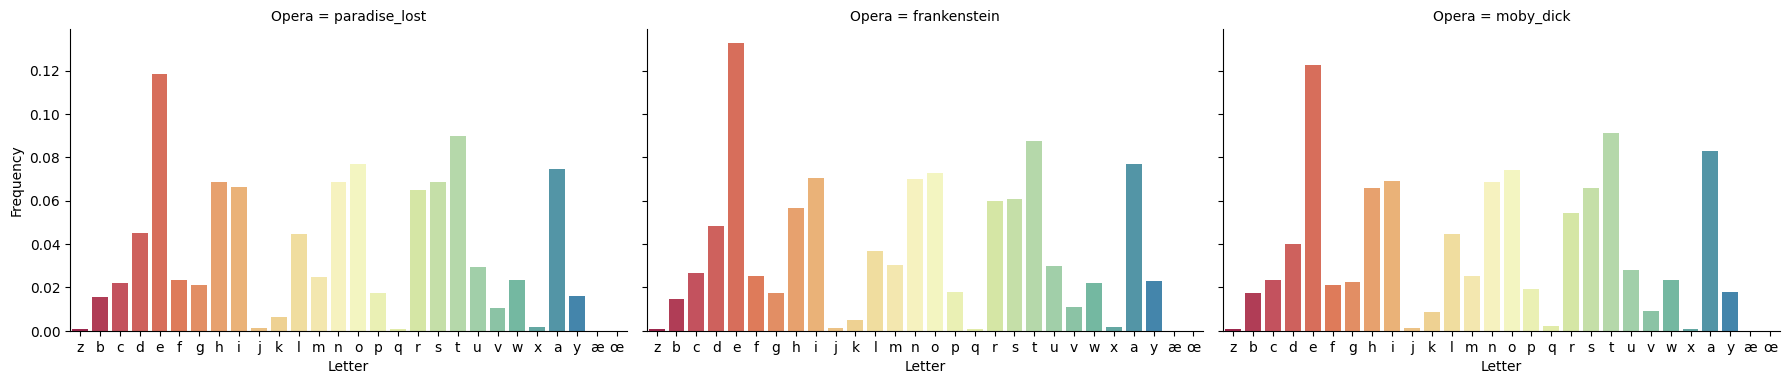 Opera = paradise_lost
Opera = frankenstein
Opera = moby_dick
Frequency
0.12
0.10
0.08
0.06
0.04
0.02
0.00
z b c d e f g h i j k l m n o p q r s t u v w x a y æ œ
z b c d e f g h i j k l m n o p q r s t u v w x a y æ œ
z b c d e f g h i j k l m n o p q r s t u v w x a y æ œ
Letter
Letter
Letter